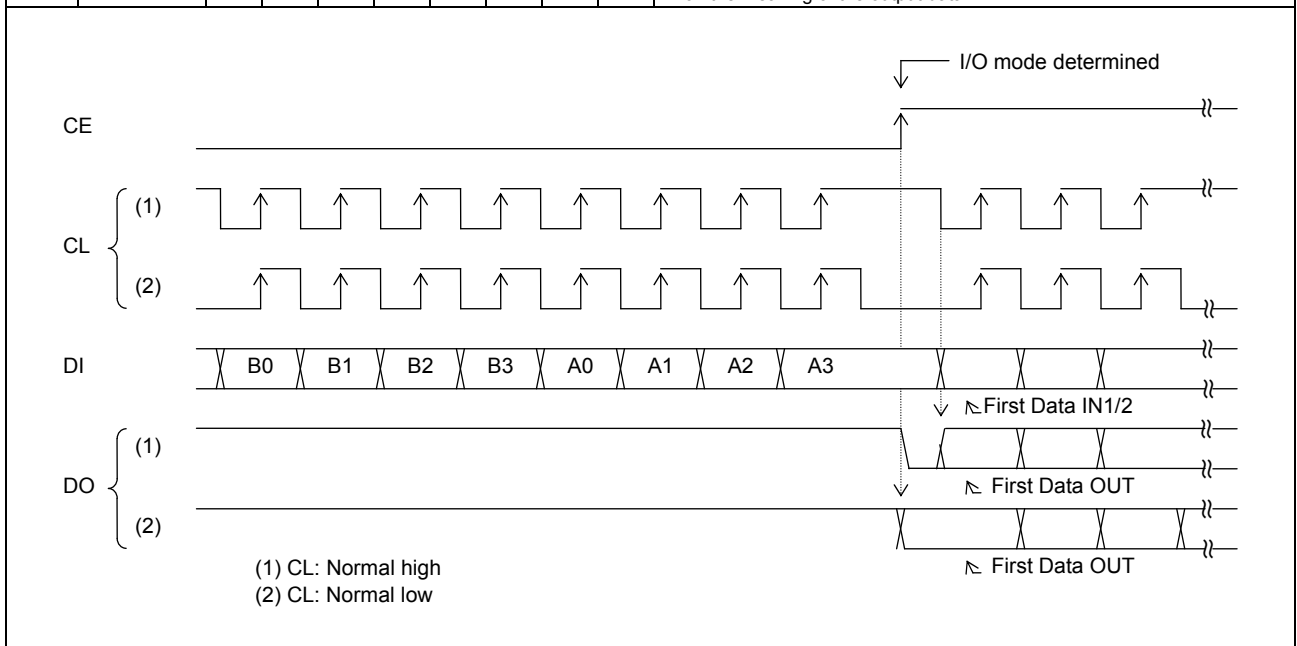 I/O mode determined
CE
CL
(1)
(2)
DI B0 B1 B2 B3 A0 A1 A2 A3
First Data IN1/2
DO
(1)
First Data OUT
(2)
First Data OUT
(1) CL: Normal high
(2) CL: Normal low